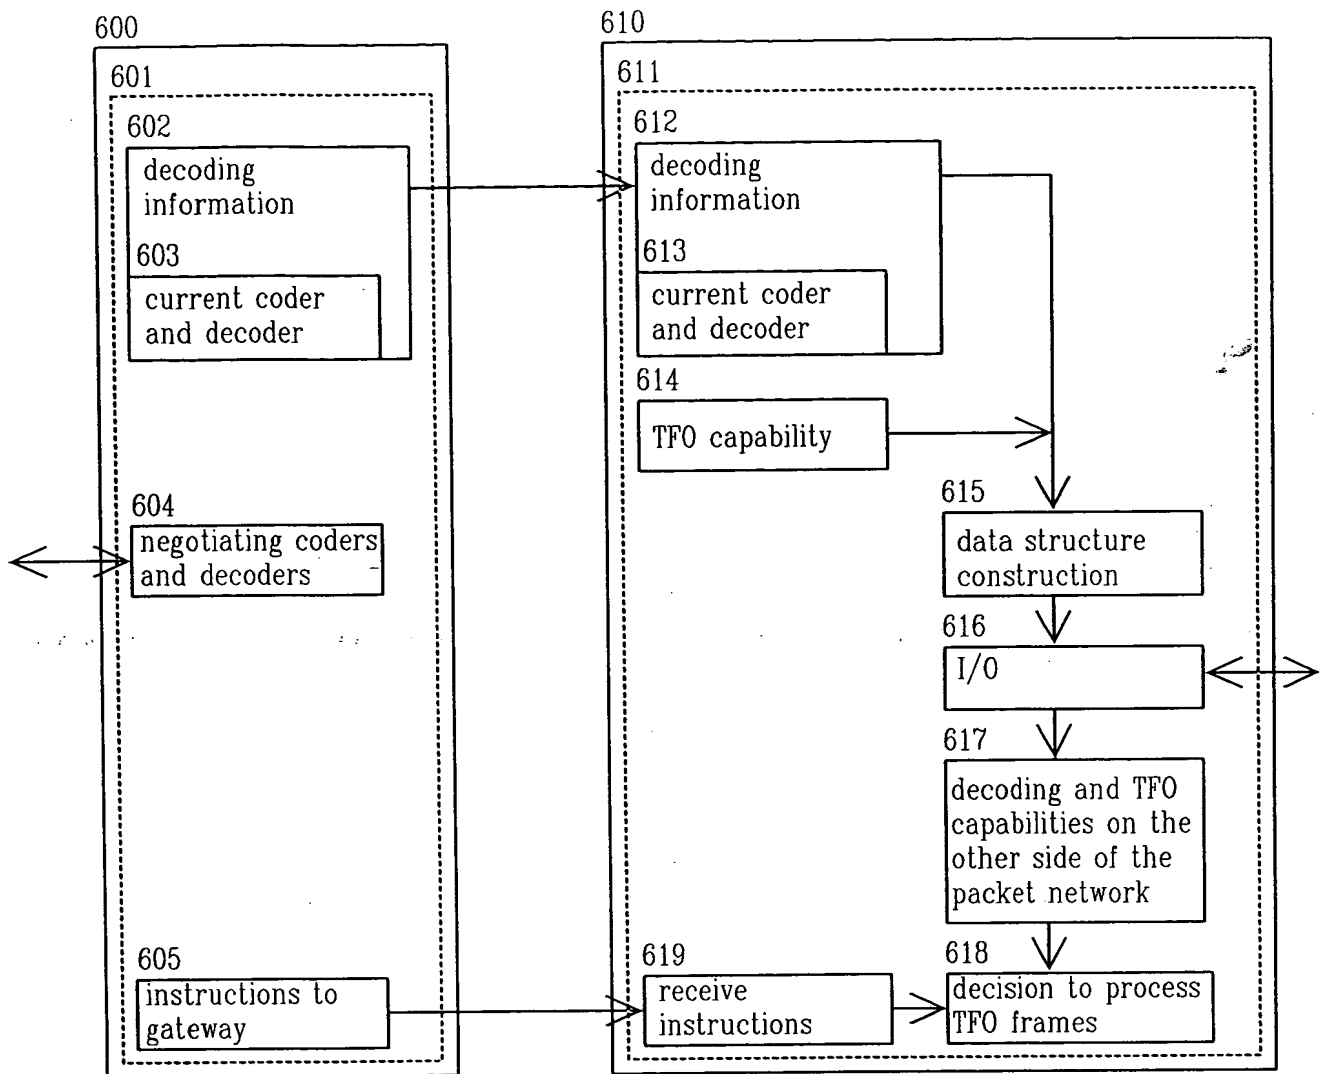 600
601
602
decoding
information
603
current coder
and decoder
604
negotiating coders
and decoders
605
instructions to
gateway
610
611
612
decoding
information
613
current coder
and decoder
614
TFO capability
615
data structure
construction
616
I/O
617
decoding and TFO
capabilities on the
other side of the
packet network
619
receive
instructions
618
decision to process
TFO frames